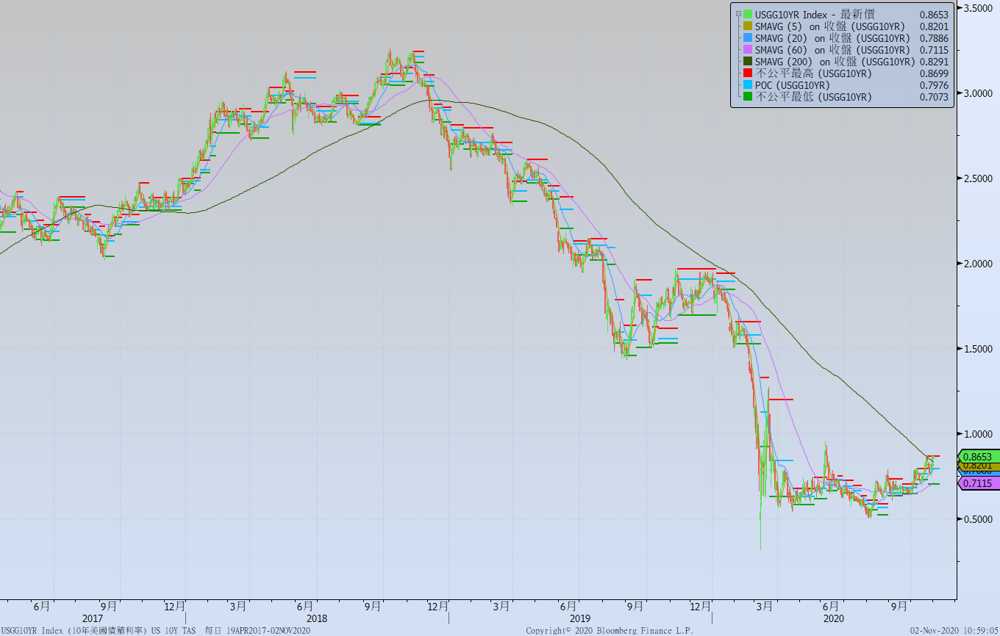 USGG10YR Index - 最新價 0.8653
SMAVG (5) on 收盤 (USGG10YR) 0.8201
SMAVG (20) on 收盤 (USGG10YR) 0.7886
SMAVG (60) on 收盤 (USGG10YR) 0.7115
SMAVG (200) on 收盤 (USGG10YR) 0.8291
不公平最高 (USGG10YR) 0.8699
POC (USGG10YR) 0.7976
不公平最低 (USGG10YR) 0.7073
3.5000
3.0000
2.5000
2.0000
1.5000
1.0000
0.8653
0.8201
0.7886
0.7115
0.5000
6月 9月 12月 3月 6月 9月 12月 3月 6月 9月 12月 3月 6月 9月
2017 2018 2019 2020
USGG10YR Index (10年美國債殖利率) US 10Y TAS 每日 19APR2017-02NOV2020 Copyright© 2020 Bloomberg Finance L.P. 02-Nov-2020 10:59:05